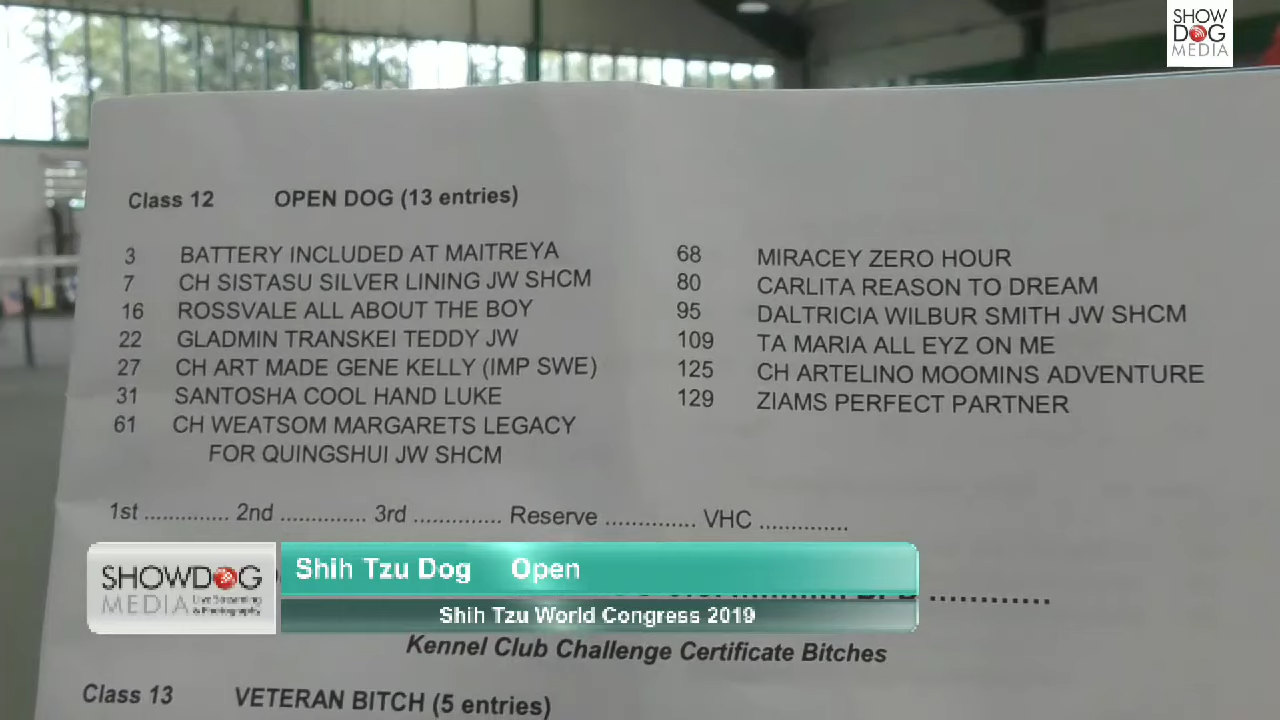 SHOW
DOG
MEDIA
Class 12 OPEN DOG (13 entries)
3 BATTERY INCLUDED AT MAITREYA
7 CH SISTASU SILVER LINING JW SHCM
16 ROSSVALE ALL ABOUT THE BOY
22 GLADMIN TRANSKEI TEDDY JW
27 CH ART MADE GENE KELLY (IMP SWE)
31 SANTOSHA COOL HAND LUKE
61 CH WEATSOM MARGARETS LEGACY
FOR QUINGSHUI JW SHCM
68 MIRACEY ZERO HOUR
80 CARLITA REASON TO DREAM
95 DALTRICIA WILBUR SMITH JW SHCM
109 TA MARIA ALL EYZ ON ME
125 CH ARTELINO MOOMINS ADVENTURE
129 ZIAMS PERFECT PARTNER
1st .............. 2nd .............. 3rd .............. Reserve .............. VHC ..............
SHOWDOG
MEDIA Live Streaming
& Photography
Shih Tzu Dog Open
Shih Tzu World Congress 2019
Kennel Club Challenge Certificate Bitches
Class 13 VETERAN BITCH (5 entries)